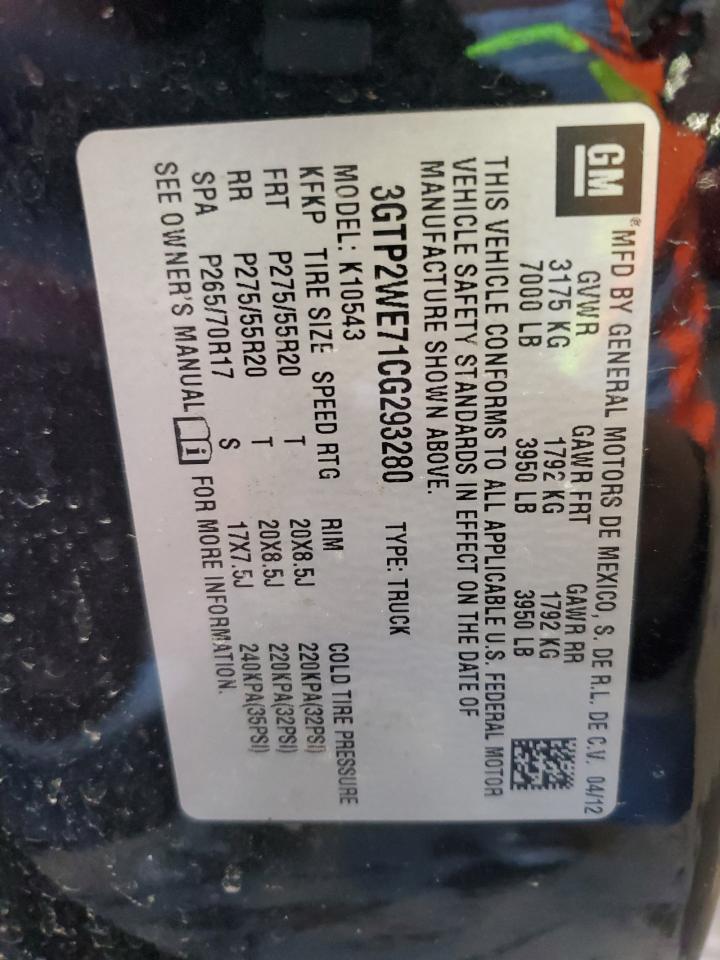 GM
®MFD BY GENERAL MOTORS DE MEXICO, S. DE R.L. DE C.V. 04/12
GVWR GAWR FRT GAWR RR
3175 KG 1792 KG 1792 KG
7000 LB 3950 LB 3950 LB
THIS VEHICLE CONFORMS TO ALL APPLICABLE U.S. FEDERAL MOTOR
VEHICLE SAFETY STANDARDS IN EFFECT ON THE DATE OF
MANUFACTURE SHOWN ABOVE.
3GTP2WE71CG293280 TYPE: TRUCK
MODEL: K10543
KFKP TIRE SIZE SPEED RTG RIM COLD TIRE PRESSURE
FRT P275/55R20 T 20X8.5J 220KPA(32PSI)
RR P275/55R20 T 20X8.5J 220KPA(32PSI)
SPA P265/70R17 S 17X7.5J 240KPA(35PSI)
SEE OWNER'S MANUAL i FOR MORE INFORMATION.